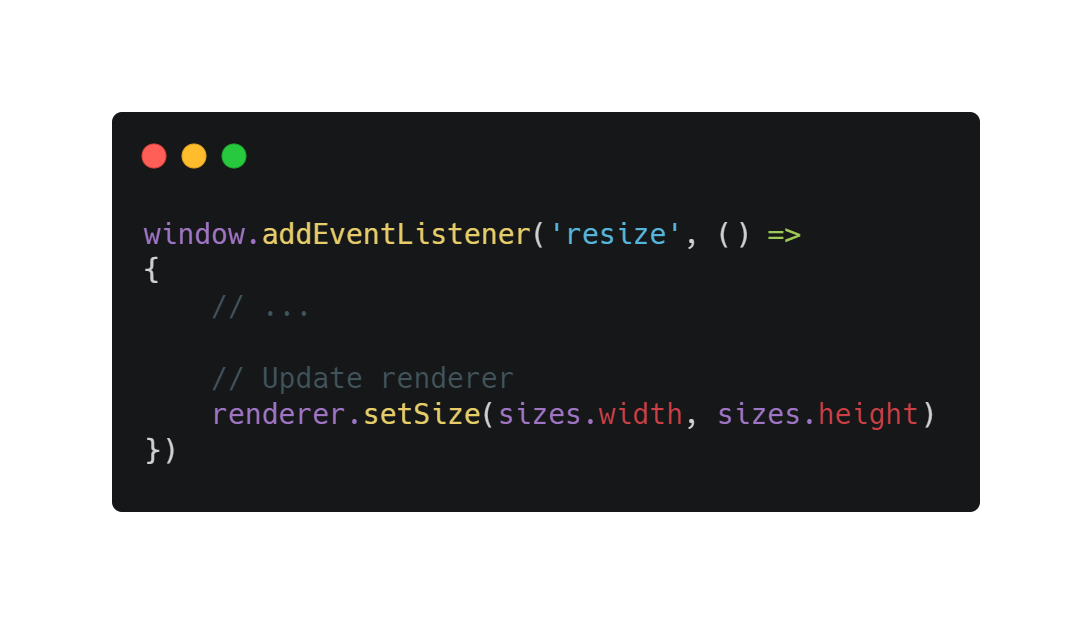 window.addEventListener('resize', () =>
{
    // ...

    // Update renderer
    renderer.setSize(sizes.width, sizes.height)
})